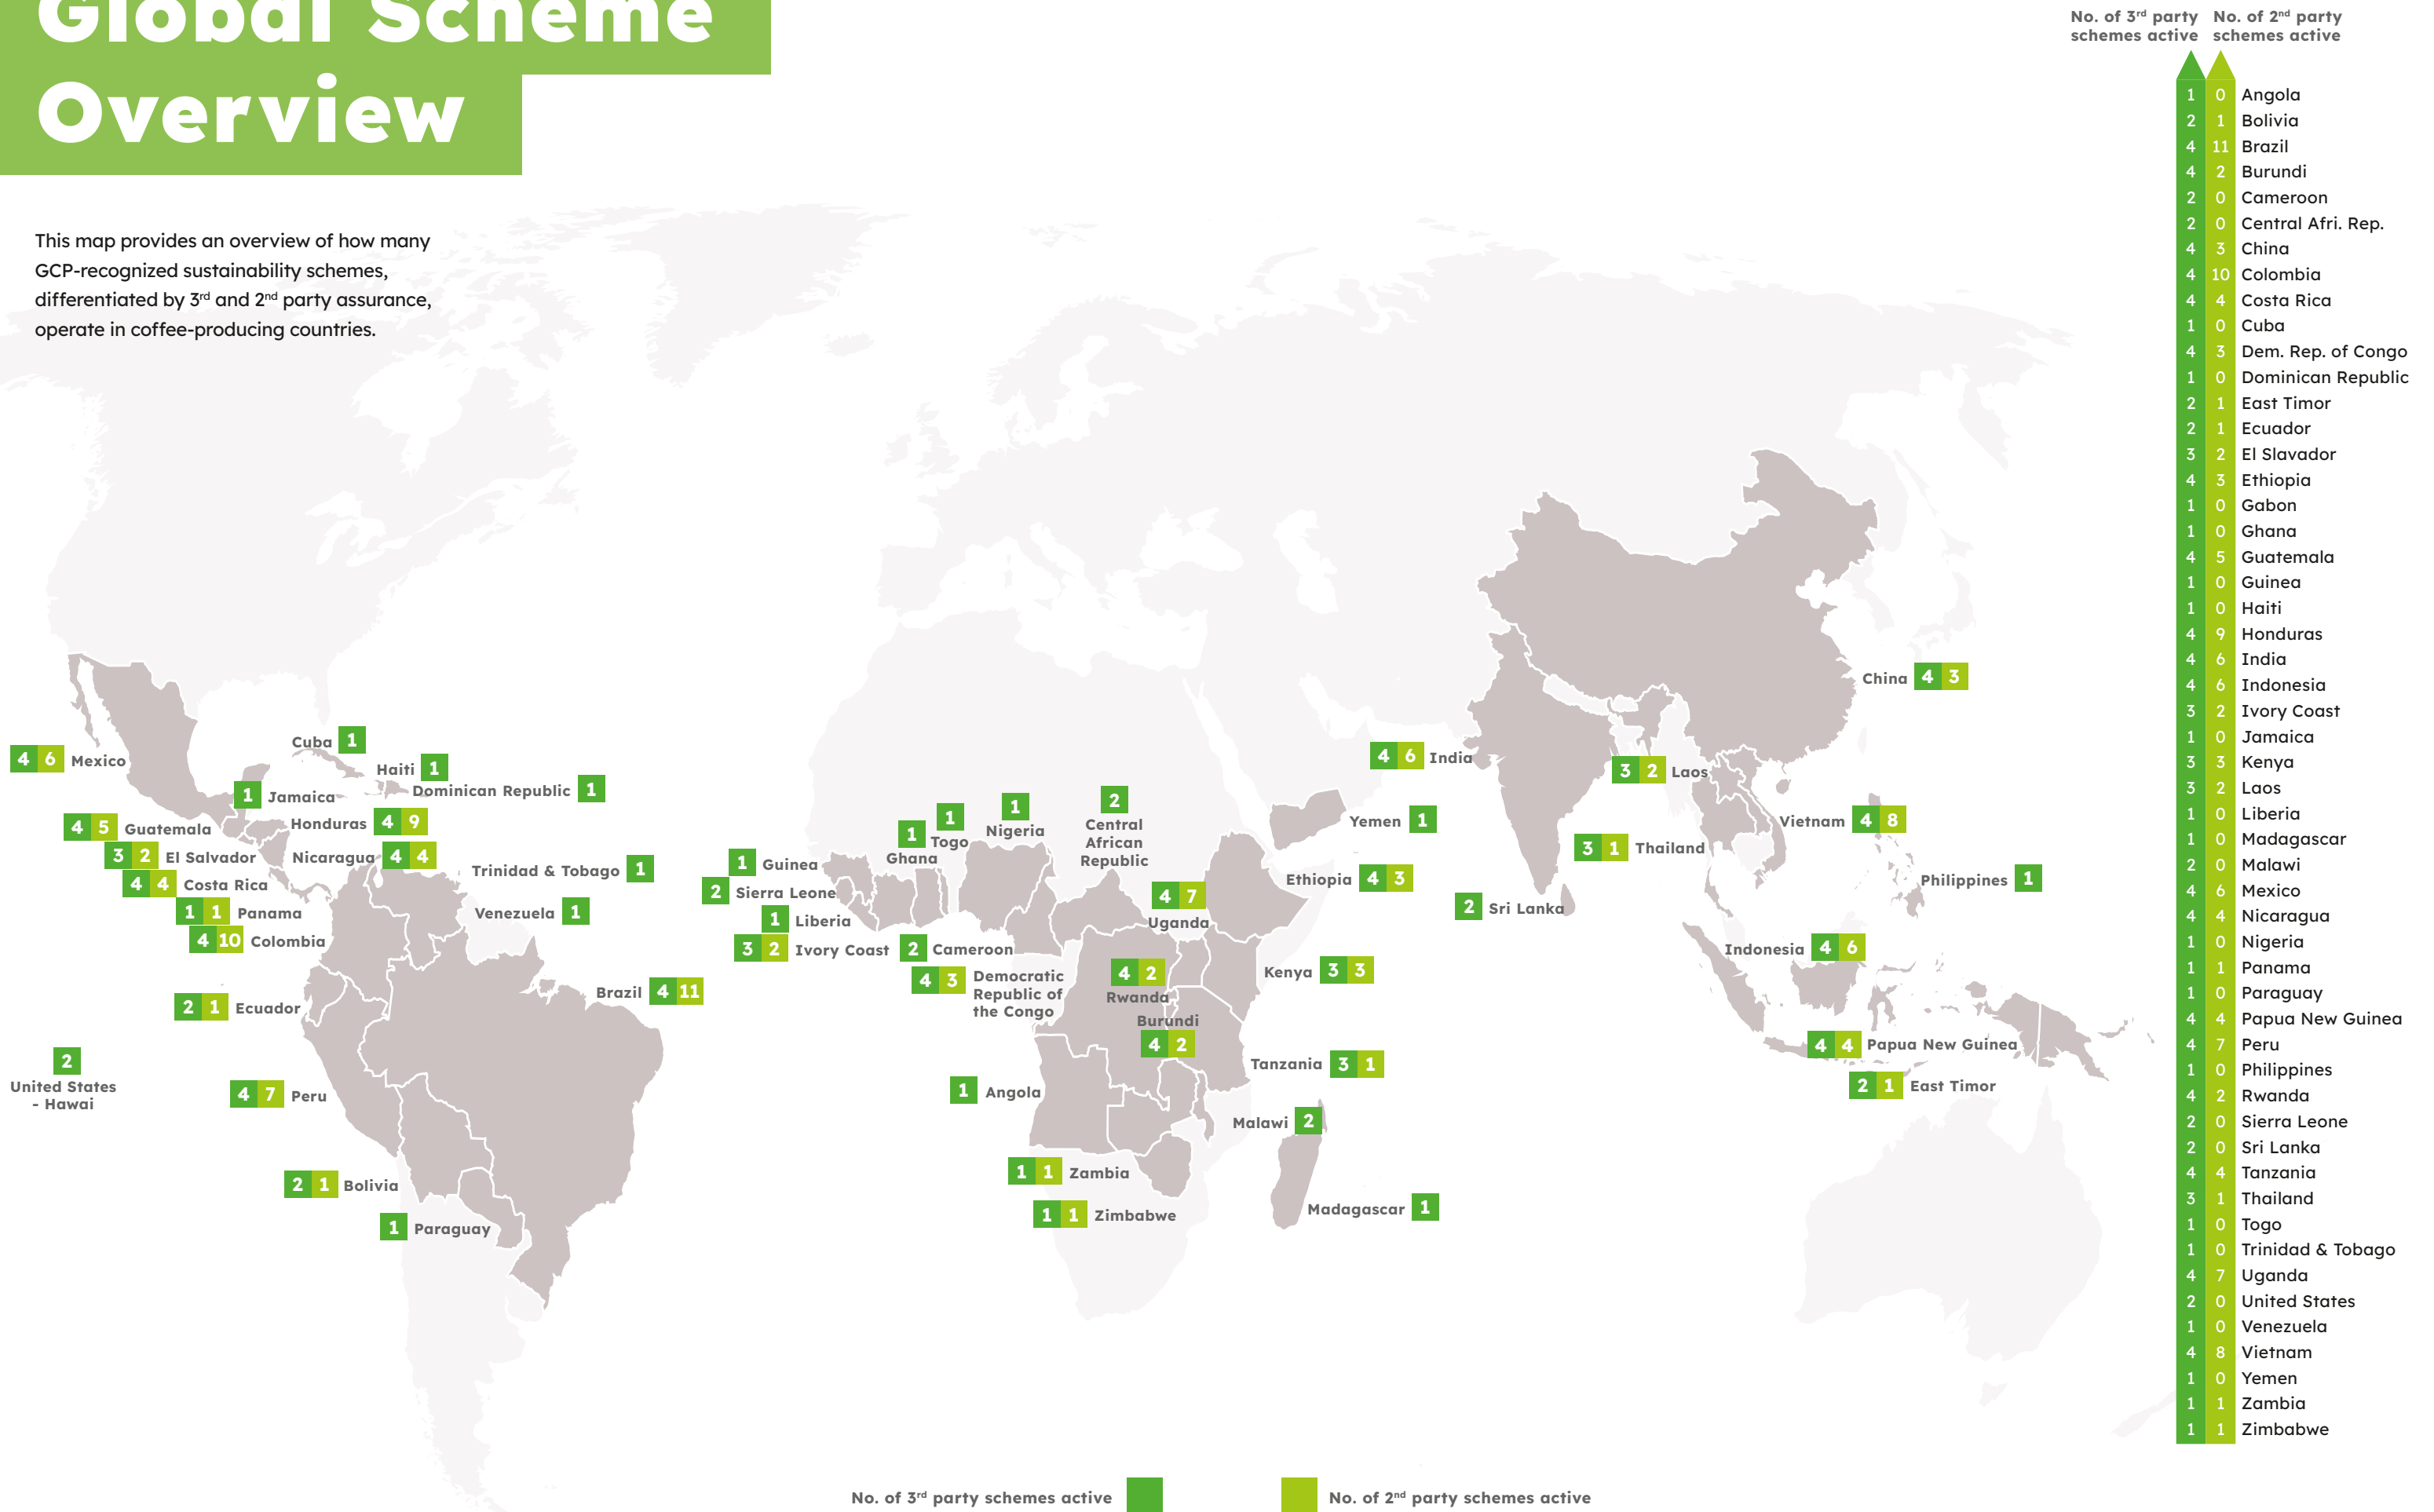 Global Scheme
Overview
This map provides an overview of how many
GCP-recognized sustainability schemes,
differentiated by 3rd and 2nd party assurance,
operate in coffee-producing countries.
No. of 3rd party
schemes active
No. of 2nd party
schemes active
1 0 Angola
2 1 Bolivia
4 11 Brazil
4 2 Burundi
2 0 Cameroon
2 0 Central Afri. Rep.
4 3 China
4 10 Colombia
4 4 Costa Rica
1 0 Cuba
4 3 Dem. Rep. of Congo
1 0 Dominican Republic
2 1 East Timor
2 1 Ecuador
3 2 El Slavador
4 3 Ethiopia
1 0 Gabon
1 0 Ghana
4 5 Guatemala
1 0 Guinea
1 0 Haiti
4 9 Honduras
4 6 India
4 6 Indonesia
3 2 Ivory Coast
1 0 Jamaica
3 3 Kenya
3 2 Laos
1 0 Liberia
1 0 Madagascar
2 0 Malawi
4 6 Mexico
4 4 Nicaragua
1 0 Nigeria
1 1 Panama
1 0 Paraguay
4 4 Papua New Guinea
4 7 Peru
1 0 Philippines
4 2 Rwanda
2 0 Sierra Leone
2 0 Sri Lanka
4 4 Tanzania
3 1 Thailand
1 0 Togo
1 0 Trinidad & Tobago
4 7 Uganda
2 0 United States
1 0 Venezuela
4 8 Vietnam
1 0 Yemen
1 1 Zambia
1 1 Zimbabwe
4 6 Mexico
Cuba 1
Haiti 1
1 Jamaica
Dominican Republic 1
4 5 Guatemala
Honduras 4 9
3 2 El Salvador
Nicaragua 4 4
4 4 Costa Rica
Trinidad & Tobago 1
1 1 Panama
Venezuela 1
4 10 Colombia
Brazil 4 11
2 1 Ecuador
2
United States
- Hawai
4 7 Peru
2 1 Bolivia
1 Paraguay
1 Guinea
2 Sierra Leone
1 Liberia
3 2 Ivory Coast
1
Ghana
1
Togo
1
Nigeria
2
Central
African
Republic
2 Cameroon
4 3 Democratic
Republic of
the Congo
4 7
Uganda
Ethiopia 4 3
Kenya 3 3
4 2
Rwanda
Burundi
4 2
Tanzania 3 1
1 Angola
Malawi 2
1 1 Zambia
1 1 Zimbabwe
Madagascar 1
4 6 India
Yemen 1
2 Sri Lanka
China 4 3
3 2 Laos
Vietnam 4 8
3 1 Thailand
Philippines 1
Indonesia 4 6
4 4 Papua New Guinea
2 1 East Timor
No. of 3rd party schemes active
No. of 2nd party schemes active